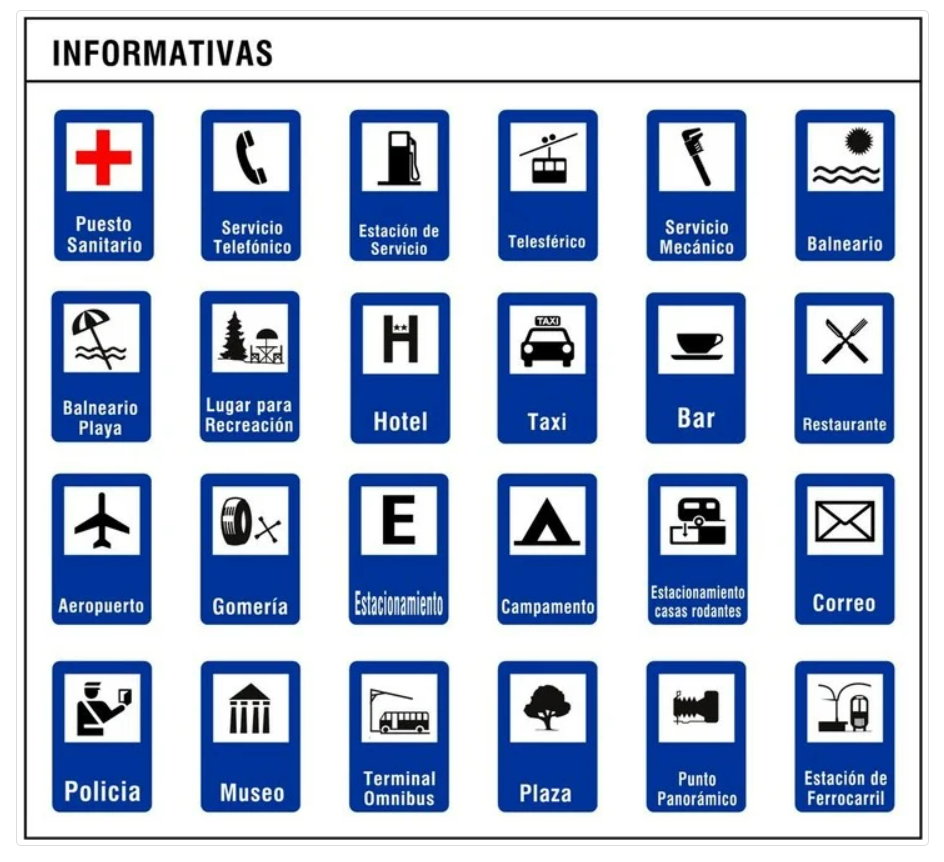 INFORMATIVAS
Puesto
Sanitario
Servicio
Telefónico
Estación de
Servicio
Telesférico
Servicio
Mecánico
Balneario
Balneario
Playa
Lugar para
Recreación
H
Hotel
TAXI
Taxi
Bar
Restaurante
Aeropuerto
Gomería
E
Estacionamiento
Campamento
Estacionamiento
casas rodantes
Correo
Policia
Museo
Terminal
Omnibus
Plaza
Punto
Panorámico
Estación de
Ferrocarril